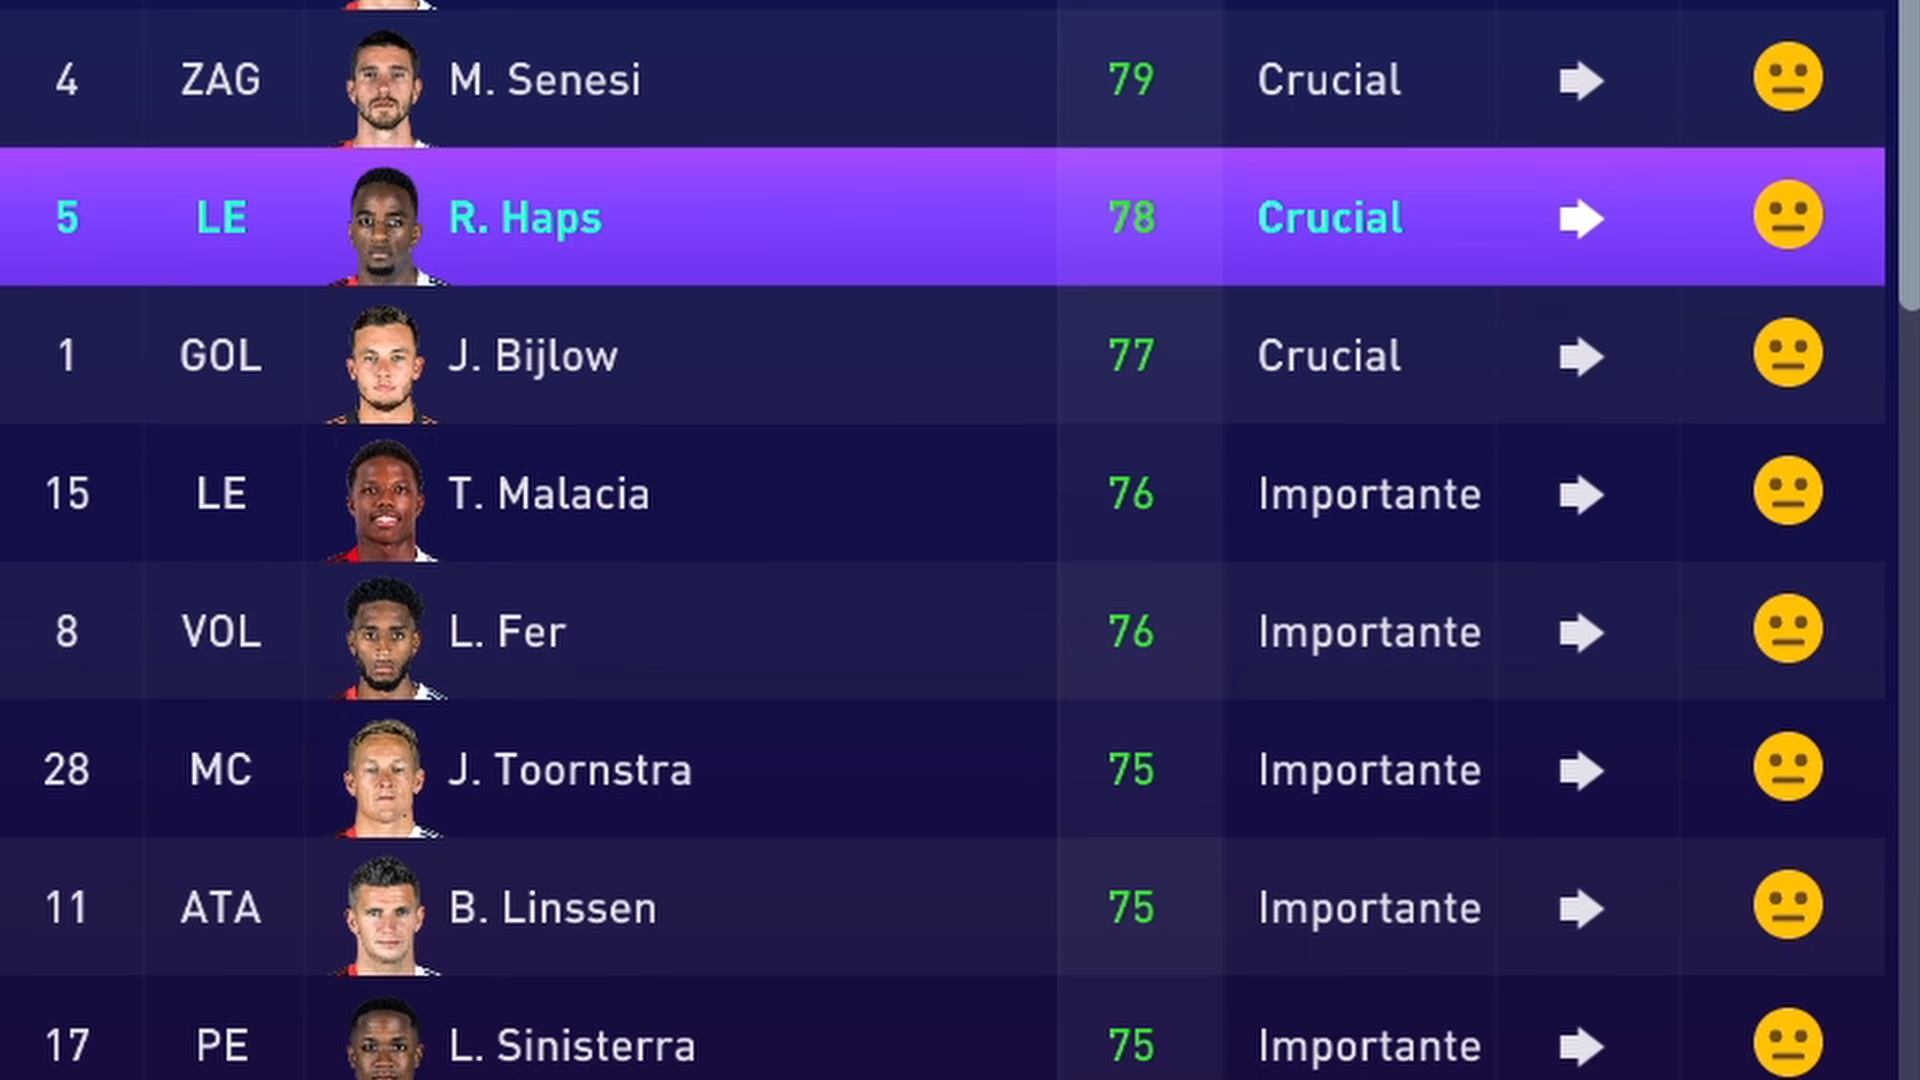 4 ZAG M. Senesi 79 Crucial
5 LE R. Haps 78 Crucial
1 GOL J. Bijlow 77 Crucial
15 LE T. Malacia 76 Importante
8 VOL L. Fer 76 Importante
28 MC J. Toornstra 75 Importante
11 ATA B. Linssen 75 Importante
17 PE L. Sinisterra 75 Importante